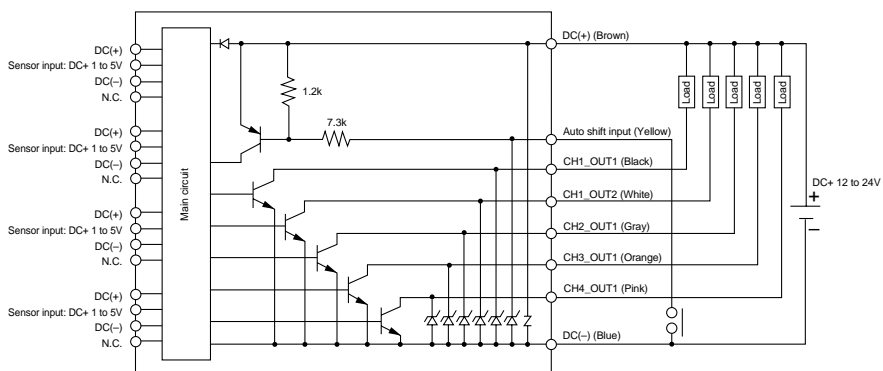 DC(+)
Sensor input: DC+ 1 to 5V
DC(−)
N.C.
DC(+)
Sensor input: DC+ 1 to 5V
DC(−)
N.C.
DC(+)
Sensor input: DC+ 1 to 5V
DC(−)
N.C.
DC(+)
Sensor input: DC+ 1 to 5V
DC(−)
N.C.
Main circuit
1.2k
7.3k
DC(+) (Brown)
Auto shift input (Yellow)
CH1_OUT1 (Black)
CH1_OUT2 (White)
CH2_OUT1 (Gray)
CH3_OUT1 (Orange)
CH4_OUT1 (Pink)
DC(−) (Blue)
Load
Load
Load
Load
Load
DC+ 12 to 24V
+
−